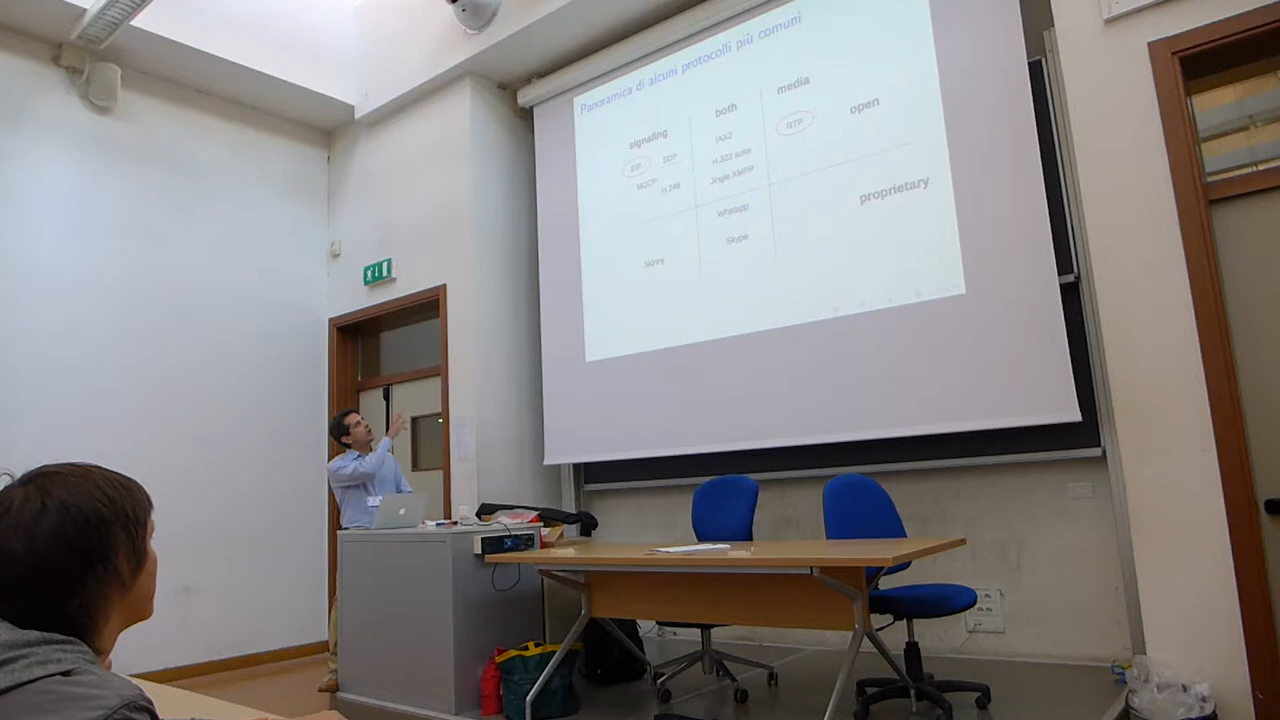 Panoramica di alcuni protocolli più comuni
signaling
both
media
open
SIP
SDP
MGCP
H.248
IAX2
H.323 suite
Jingle XMPP
RTP
proprietary
Skinny
Whatapp
Skype